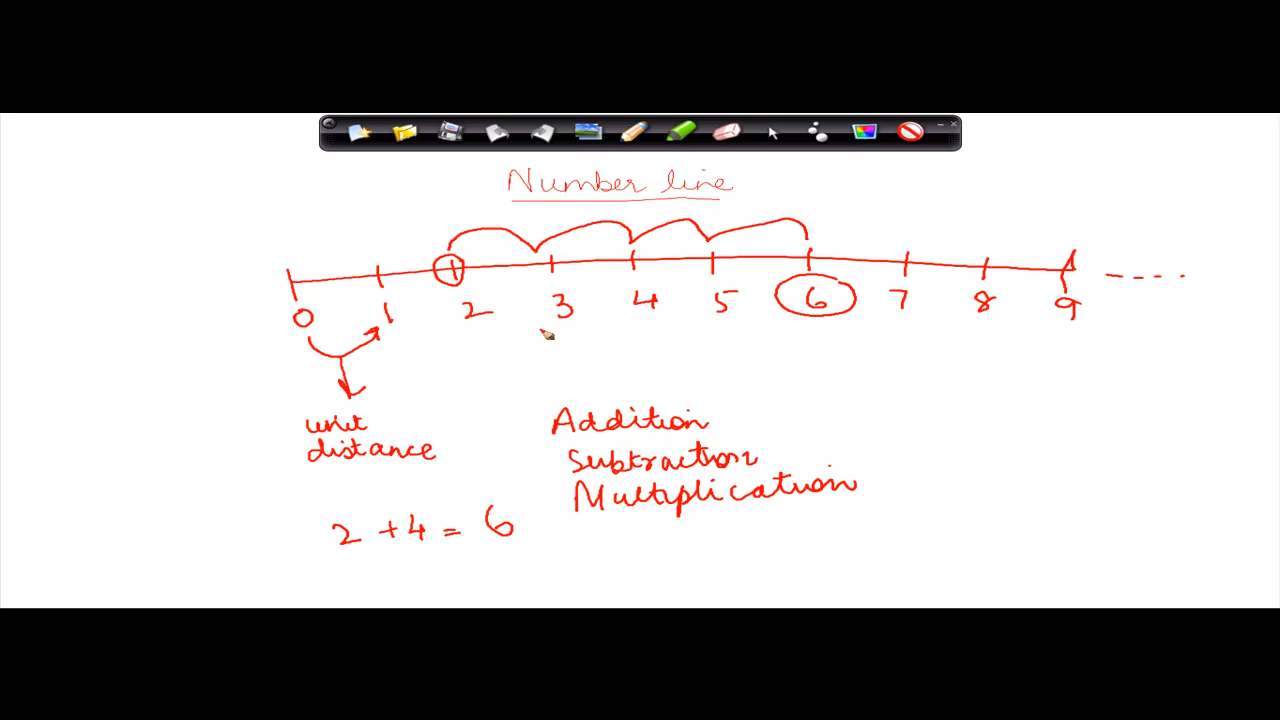 Number line
0 1 2 3 4 5 6 7 8 9 ----
unit
distance
Addition
Subtraction
Multiplication
2 + 4 = 6